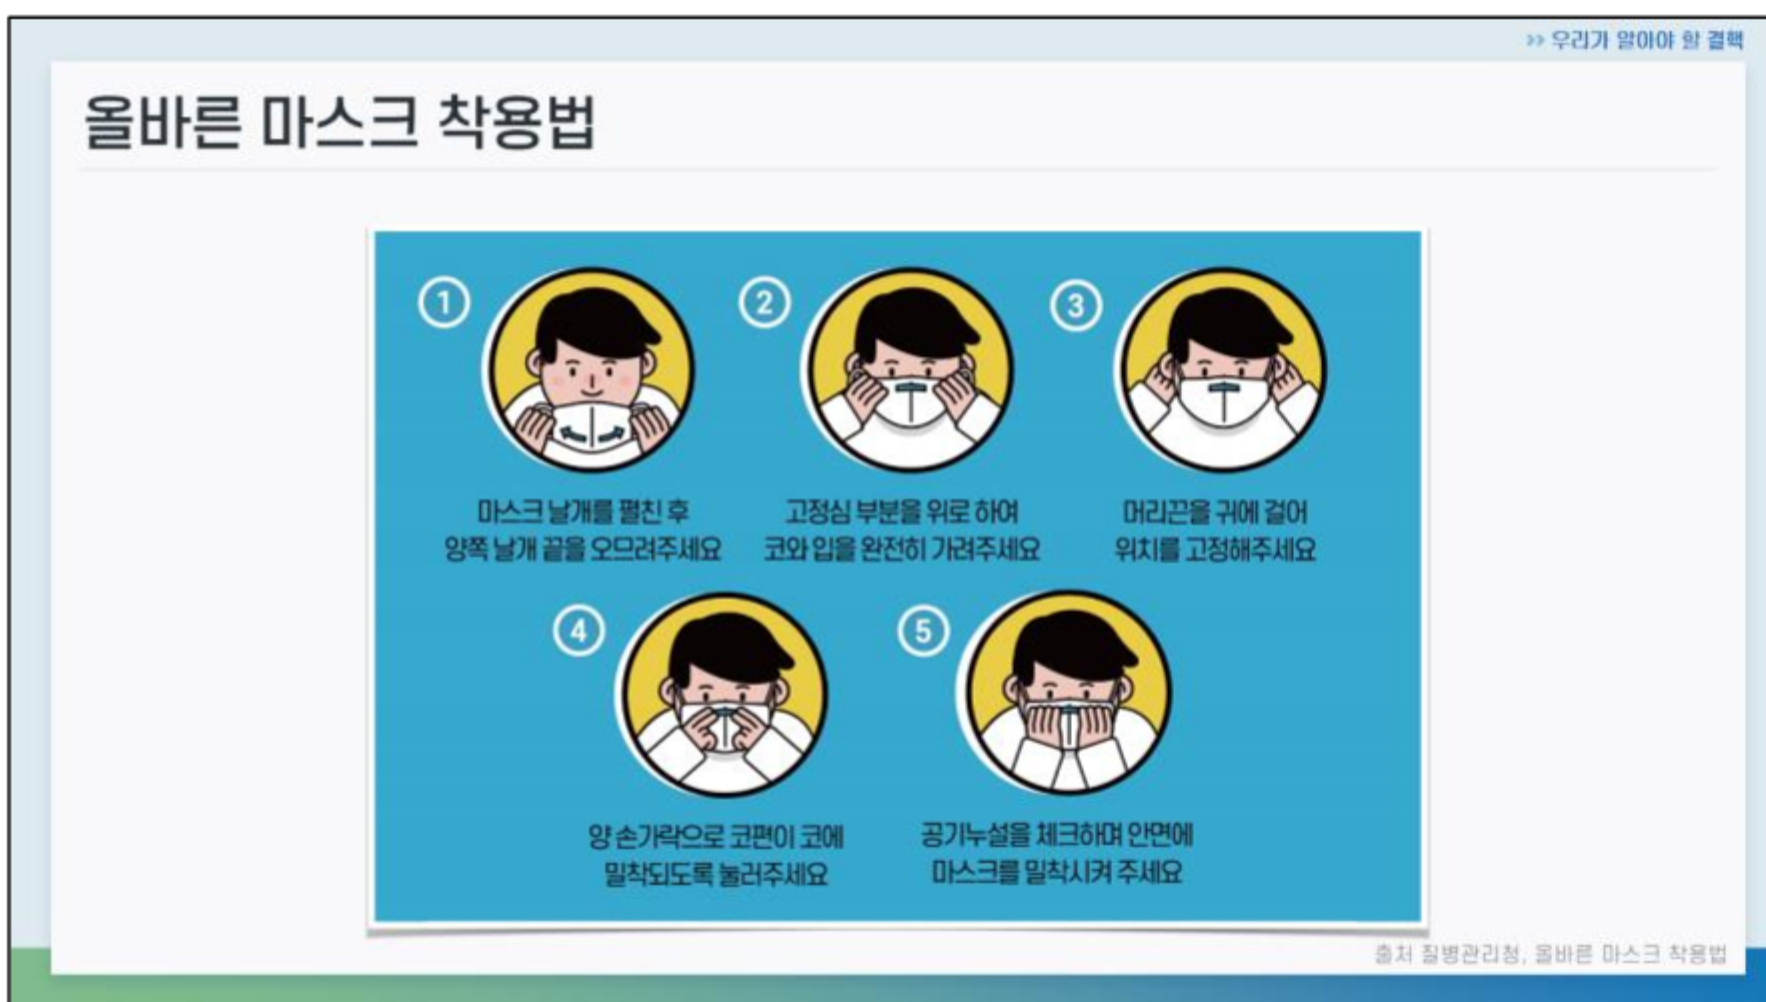 >> 우리가 알아야 할 결핵
올바른 마스크 착용법
1
마스크 날개를 펼친 후
양쪽 날개 끝을 오므려주세요
2
고정심 부분을 위로 하여
코와 입을 완전히 가려주세요
3
머리끈을 귀에 걸어
위치를 고정해주세요
4
양 손가락으로 코편이 코에
밀착되도록 눌러주세요
5
공기누설을 체크하며 안면에
마스크를 밀착시켜 주세요
출처 질병관리청, 올바른 마스크 착용법